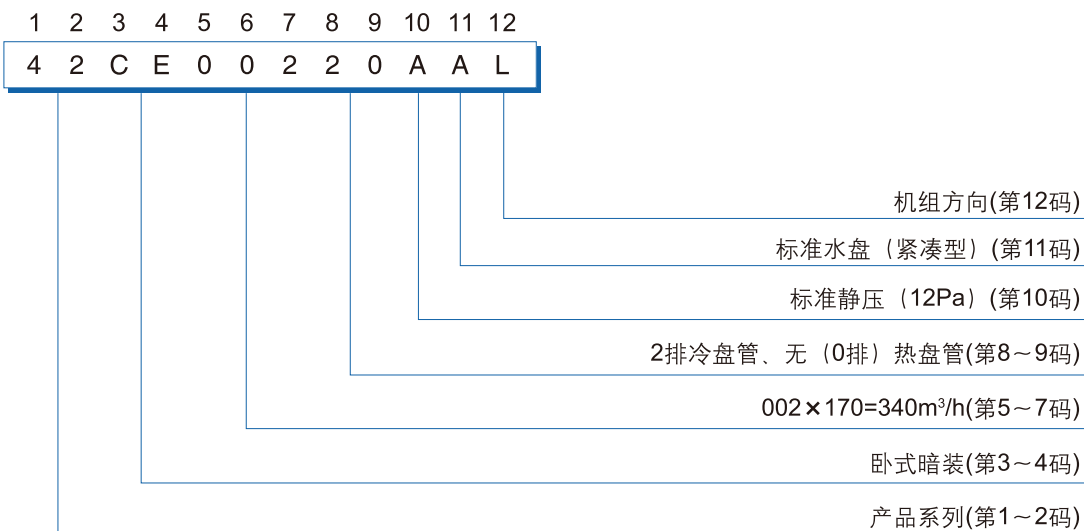 1 2 3 4 5 6 7 8 9 10 11 12
4 2 C E 0 0 2 2 0 A A L
机组方向(第12码)
标准水盘（紧凑型）(第11码)
标准静压（12Pa）(第10码)
2排冷盘管、无（0排）热盘管(第8～9码)
002×170=340m³/h(第5～7码)
卧式暗装(第3～4码)
产品系列(第1～2码)